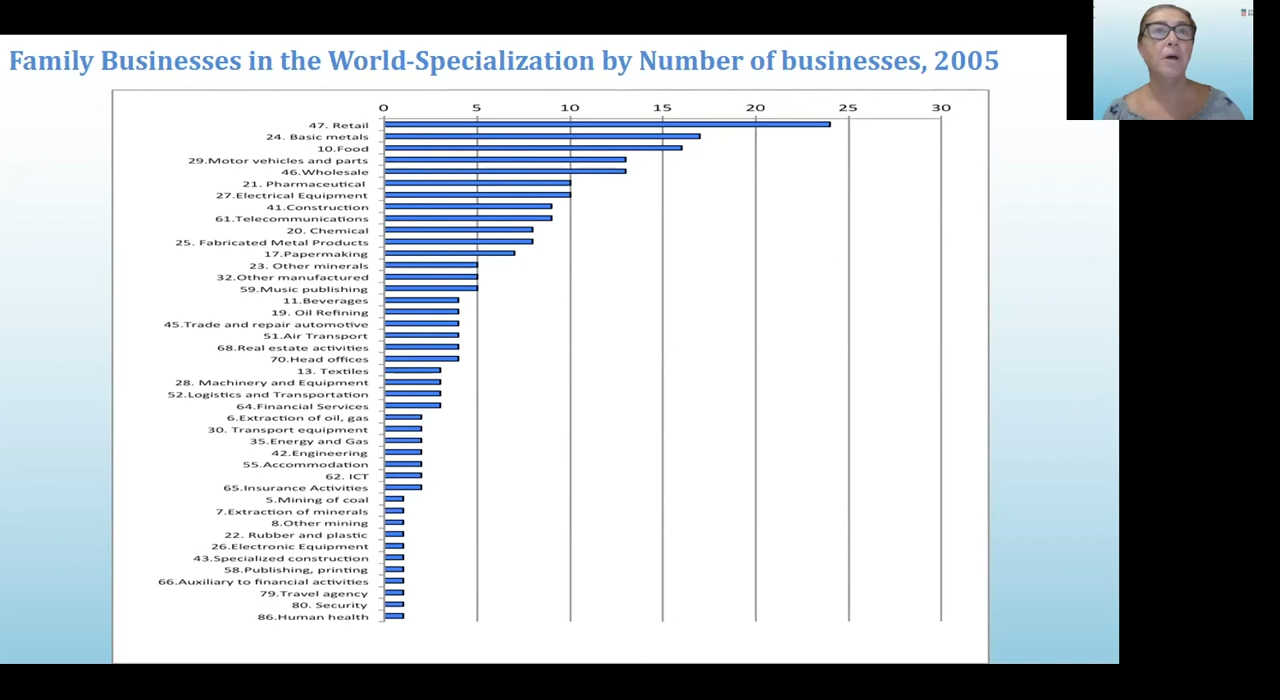 Family Businesses in the World-Specialization by Number of businesses, 2005
0 5 10 15 20 25 30
47. Retail
24. Basic metals
10.Food
29.Motor vehicles and parts
46.Wholesale
21. Pharmaceutical
27.Electrical Equipment
41.Construction
61.Telecommunications
20. Chemical
25. Fabricated Metal Products
17.Papermaking
23. Other minerals
32.Other manufactured
59.Music publishing
11.Beverages
19. Oil Refining
45.Trade and repair automotive
51.Air Transport
68.Real estate activities
70.Head offices
13. Textiles
28. Machinery and Equipment
52.Logistics and Transportation
64.Financial Services
6.Extraction of oil, gas
30. Transport equipment
35.Energy and Gas
42.Engineering
55.Accommodation
62. ICT
65.Insurance Activities
5.Mining of coal
7.Extraction of minerals
8.Other mining
22. Rubber and plastic
26.Electronic Equipment
43.Specialized construction
58.Publishing, printing
66.Auxiliary to financial activities
79.Travel agency
80. Security
86.Human health